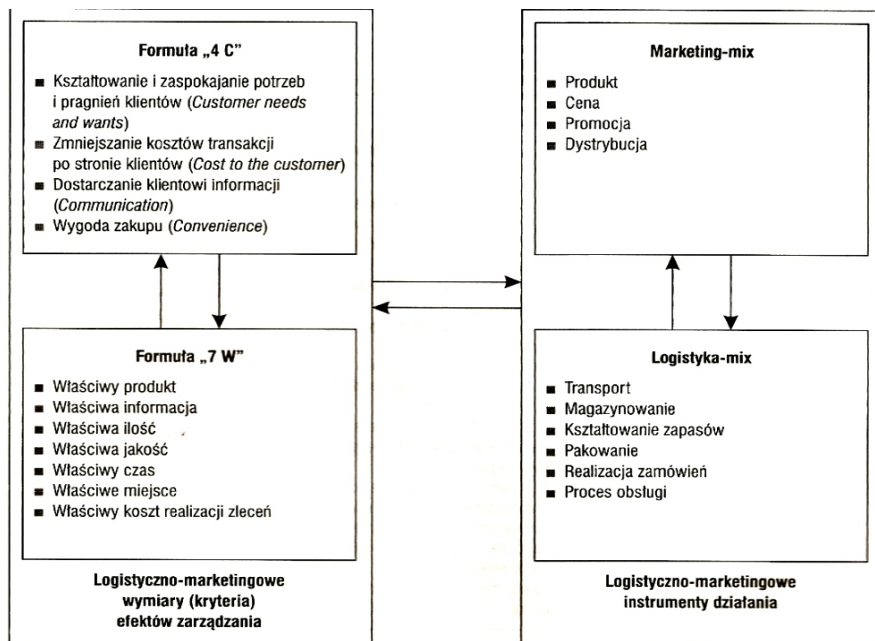 Formuła „4 C”
■ Kształtowanie i zaspokajanie potrzeb
i pragnień klientów (Customer needs
and wants)
■ Zmniejszanie kosztów transakcji
po stronie klientów (Cost to the customer)
■ Dostarczanie klientowi informacji
(Communication)
■ Wygoda zakupu (Convenience)
Formuła „7 W”
■ Właściwy produkt
■ Właściwa informacja
■ Właściwa ilość
■ Właściwa jakość
■ Właściwy czas
■ Właściwe miejsce
■ Właściwy koszt realizacji zleceń
Logistyczno-marketingowe
wymiary (kryteria)
efektów zarządzania
Marketing-mix
■ Produkt
■ Cena
■ Promocja
■ Dystrybucja
Logistyka-mix
■ Transport
■ Magazynowanie
■ Kształtowanie zapasów
■ Pakowanie
■ Realizacja zamówień
■ Proces obsługi
Logistyczno-marketingowe
instrumenty działania